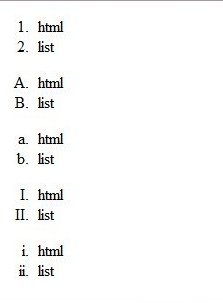 1. html
2. list
A. html
B. list
a. html
b. list
I. html
II. list
i. html
ii. list